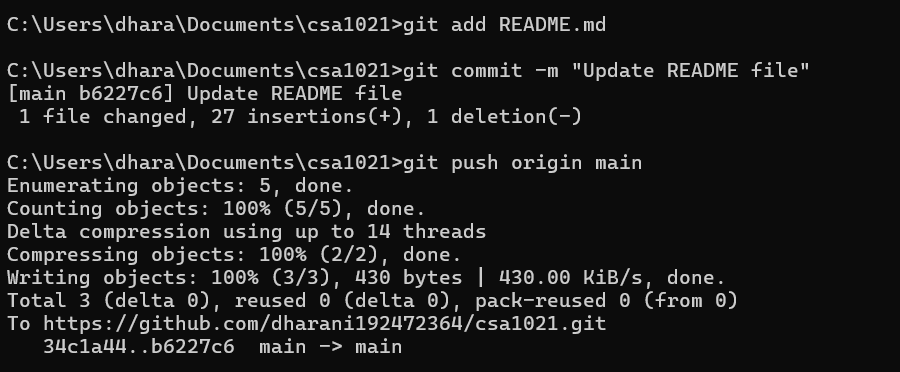 C:\Users\dhara\Documents\csa1021>git add README.md
C:\Users\dhara\Documents\csa1021>git commit -m "Update README file"
[main b6227c6] Update README file
 1 file changed, 27 insertions(+), 1 deletion(-)
C:\Users\dhara\Documents\csa1021>git push origin main
Enumerating objects: 5, done.
Counting objects: 100% (5/5), done.
Delta compression using up to 14 threads
Compressing objects: 100% (2/2), done.
Writing objects: 100% (3/3), 430 bytes | 430.00 KiB/s, done.
Total 3 (delta 0), reused 0 (delta 0), pack-reused 0 (from 0)
To https://github.com/dharani192472364/csa1021.git
   34c1a44..b6227c6  main -> main